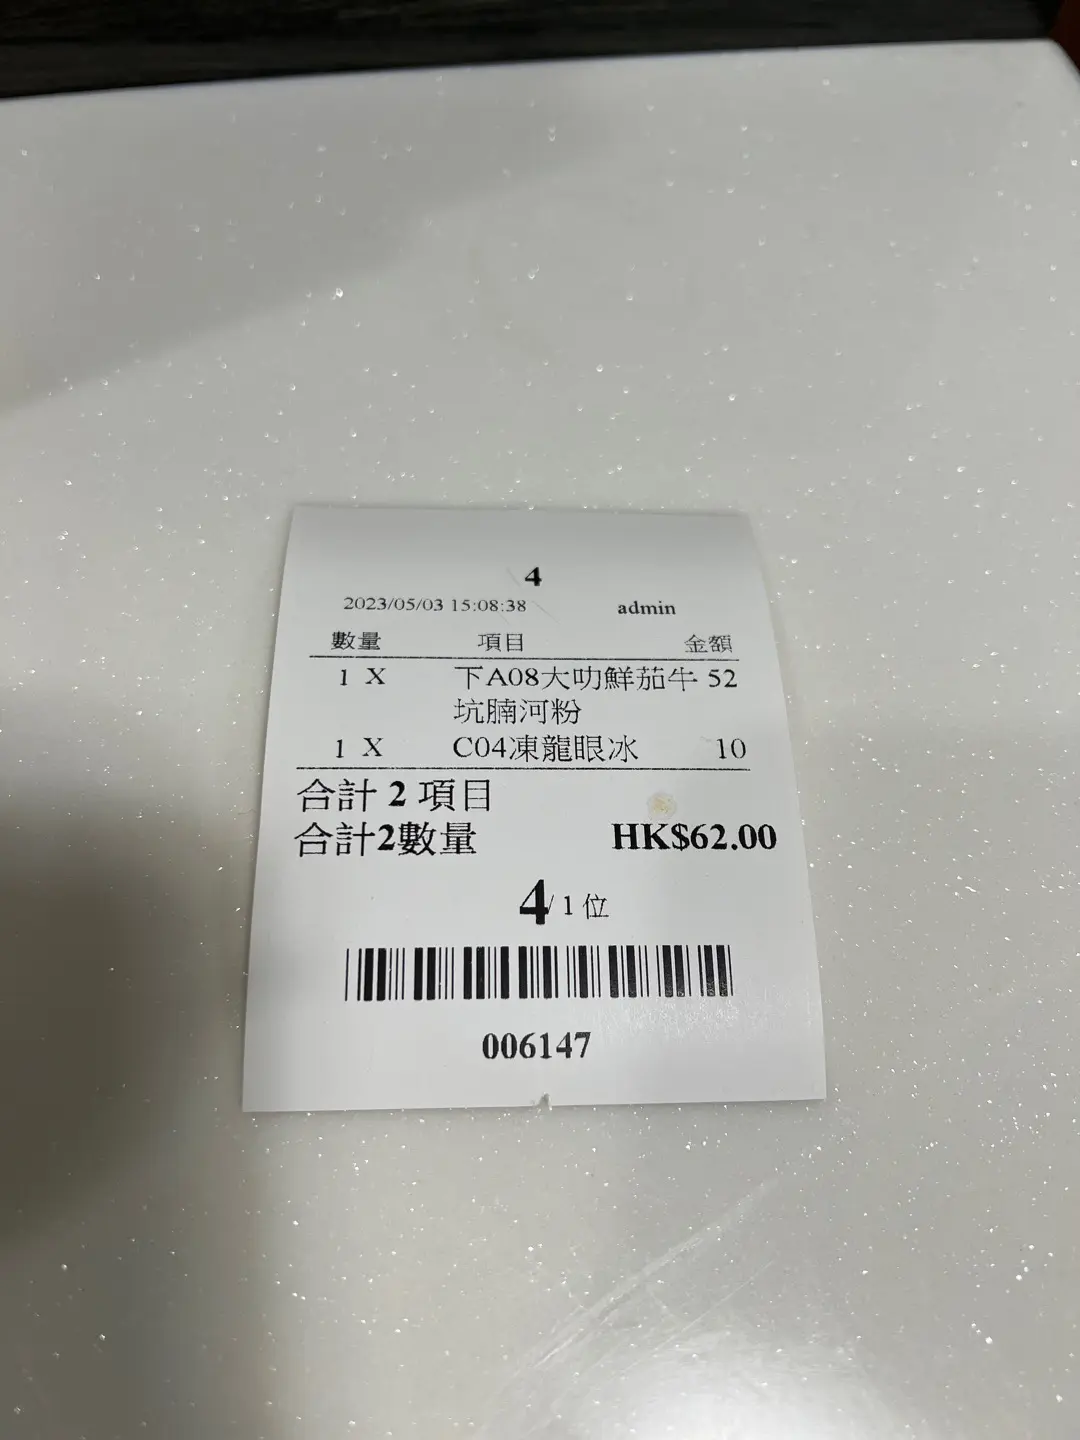 4
2023/05/03 15:08:38 admin
數量 項目 金額
1 X 下A08大叻鮮茄牛 52
坑腩河粉
1 X C04凍龍眼冰 10
合計 2 項目
合計2數量 HK$62.00
4/ 1 位
006147